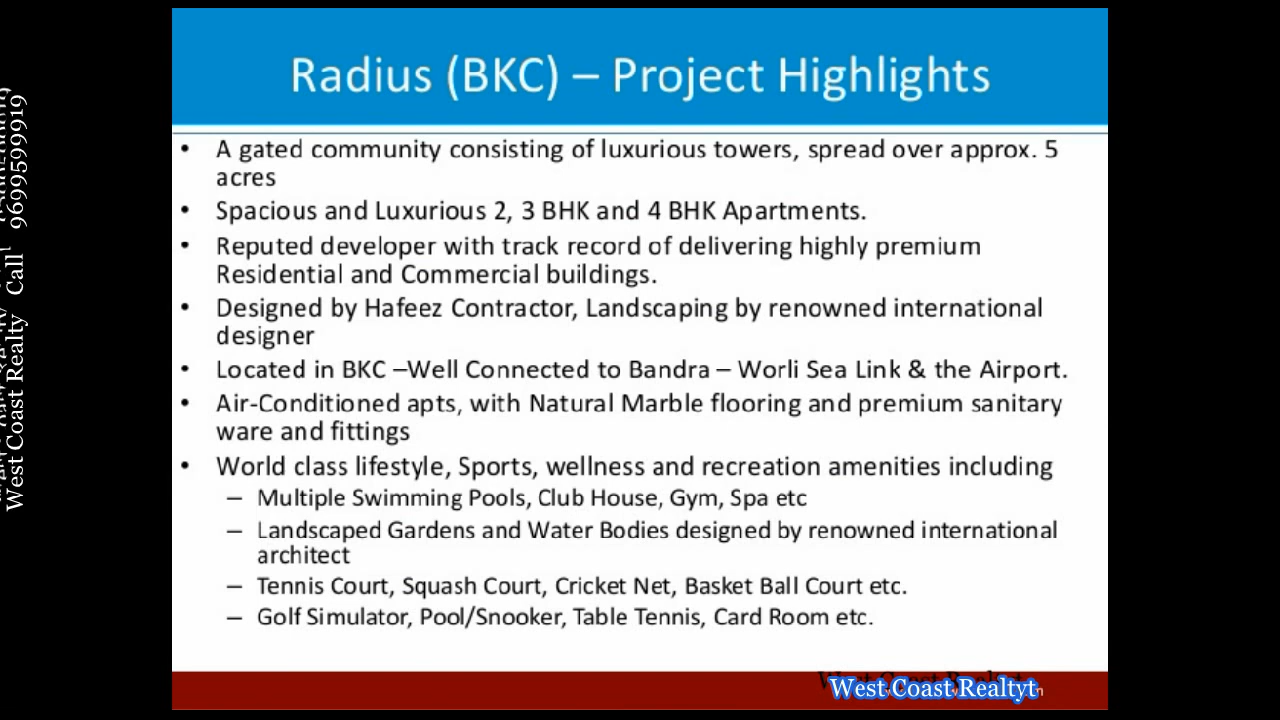 Radius (BKC) – Project Highlights
• A gated community consisting of luxurious towers, spread over approx. 5
acres
• Spacious and Luxurious 2, 3 BHK and 4 BHK Apartments.
• Reputed developer with track record of delivering highly premium
Residential and Commercial buildings.
• Designed by Hafeez Contractor, Landscaping by renowned international
designer
• Located in BKC –Well Connected to Bandra – Worli Sea Link & the Airport.
• Air-Conditioned apts, with Natural Marble flooring and premium sanitary
ware and fittings
• World class lifestyle, Sports, wellness and recreation amenities including
– Multiple Swimming Pools, Club House, Gym, Spa etc
– Landscaped Gardens and Water Bodies designed by renowned international
architect
– Tennis Court, Squash Court, Cricket Net, Basket Ball Court etc.
– Golf Simulator, Pool/Snooker, Table Tennis, Card Room etc.
West Coast Realtyt
West Coast Realty Call 9699599919